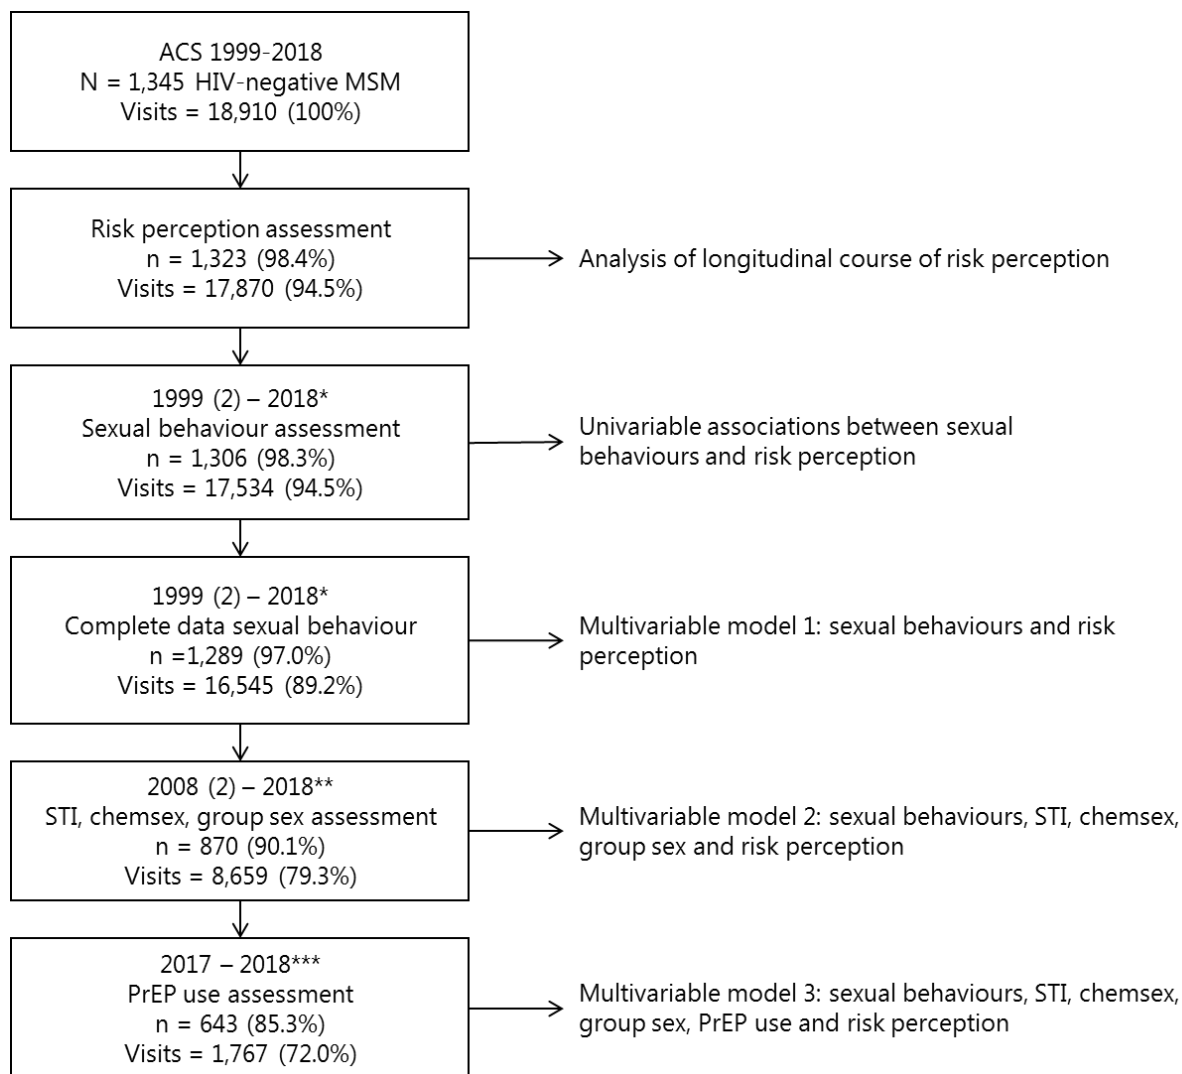 ACS 1999-2018
N = 1,345 HIV-negative MSM
Visits = 18,910 (100%)
Risk perception assessment
n = 1,323 (98.4%)
Visits = 17,870 (94.5%)
Analysis of longitudinal course of risk perception
1999 (2) – 2018*
Sexual behaviour assessment
n = 1,306 (98.3%)
Visits = 17,534 (94.5%)
Univariable associations between sexual
behaviours and risk perception
1999 (2) – 2018*
Complete data sexual behaviour
n =1,289 (97.0%)
Visits = 16,545 (89.2%)
Multivariable model 1: sexual behaviours and risk
perception
2008 (2) – 2018**
STI, chemsex, group sex assessment
n = 870 (90.1%)
Visits = 8,659 (79.3%)
Multivariable model 2: sexual behaviours, STI, chemsex,
group sex and risk perception
2017 – 2018***
PrEP use assessment
n = 643 (85.3%)
Visits = 1,767 (72.0%)
Multivariable model 3: sexual behaviours, STI, chemsex,
group sex, PrEP use and risk perception